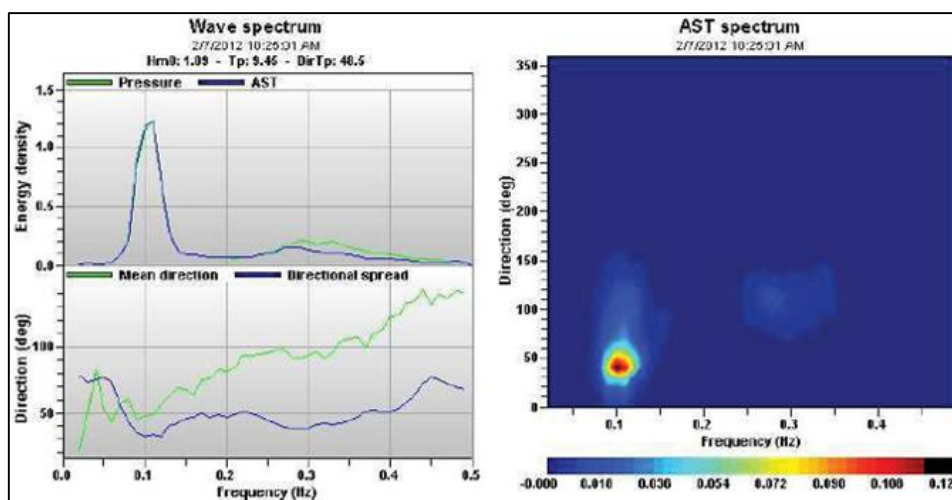 Wave spectrum
2/7/2012 10:25:01 AM
Hm0: 1.09 - Tp: 9.45 - DirTp: 48.5
Pressure AST
Energy density
1.5
1.0
0.5
0.0
Mean direction Directional spread
Direction (deg)
100
50
0.0 0.1 0.2 0.3 0.4 0.5
Frequency (Hz)
AST spectrum
2/7/2012 10:25:01 AM
Direction (deg)
350
300
250
200
150
100
50
0
0.1 0.2 0.3 0.4
Frequency (Hz)
-0.000 0.018 0.036 0.054 0.072 0.090 0.108